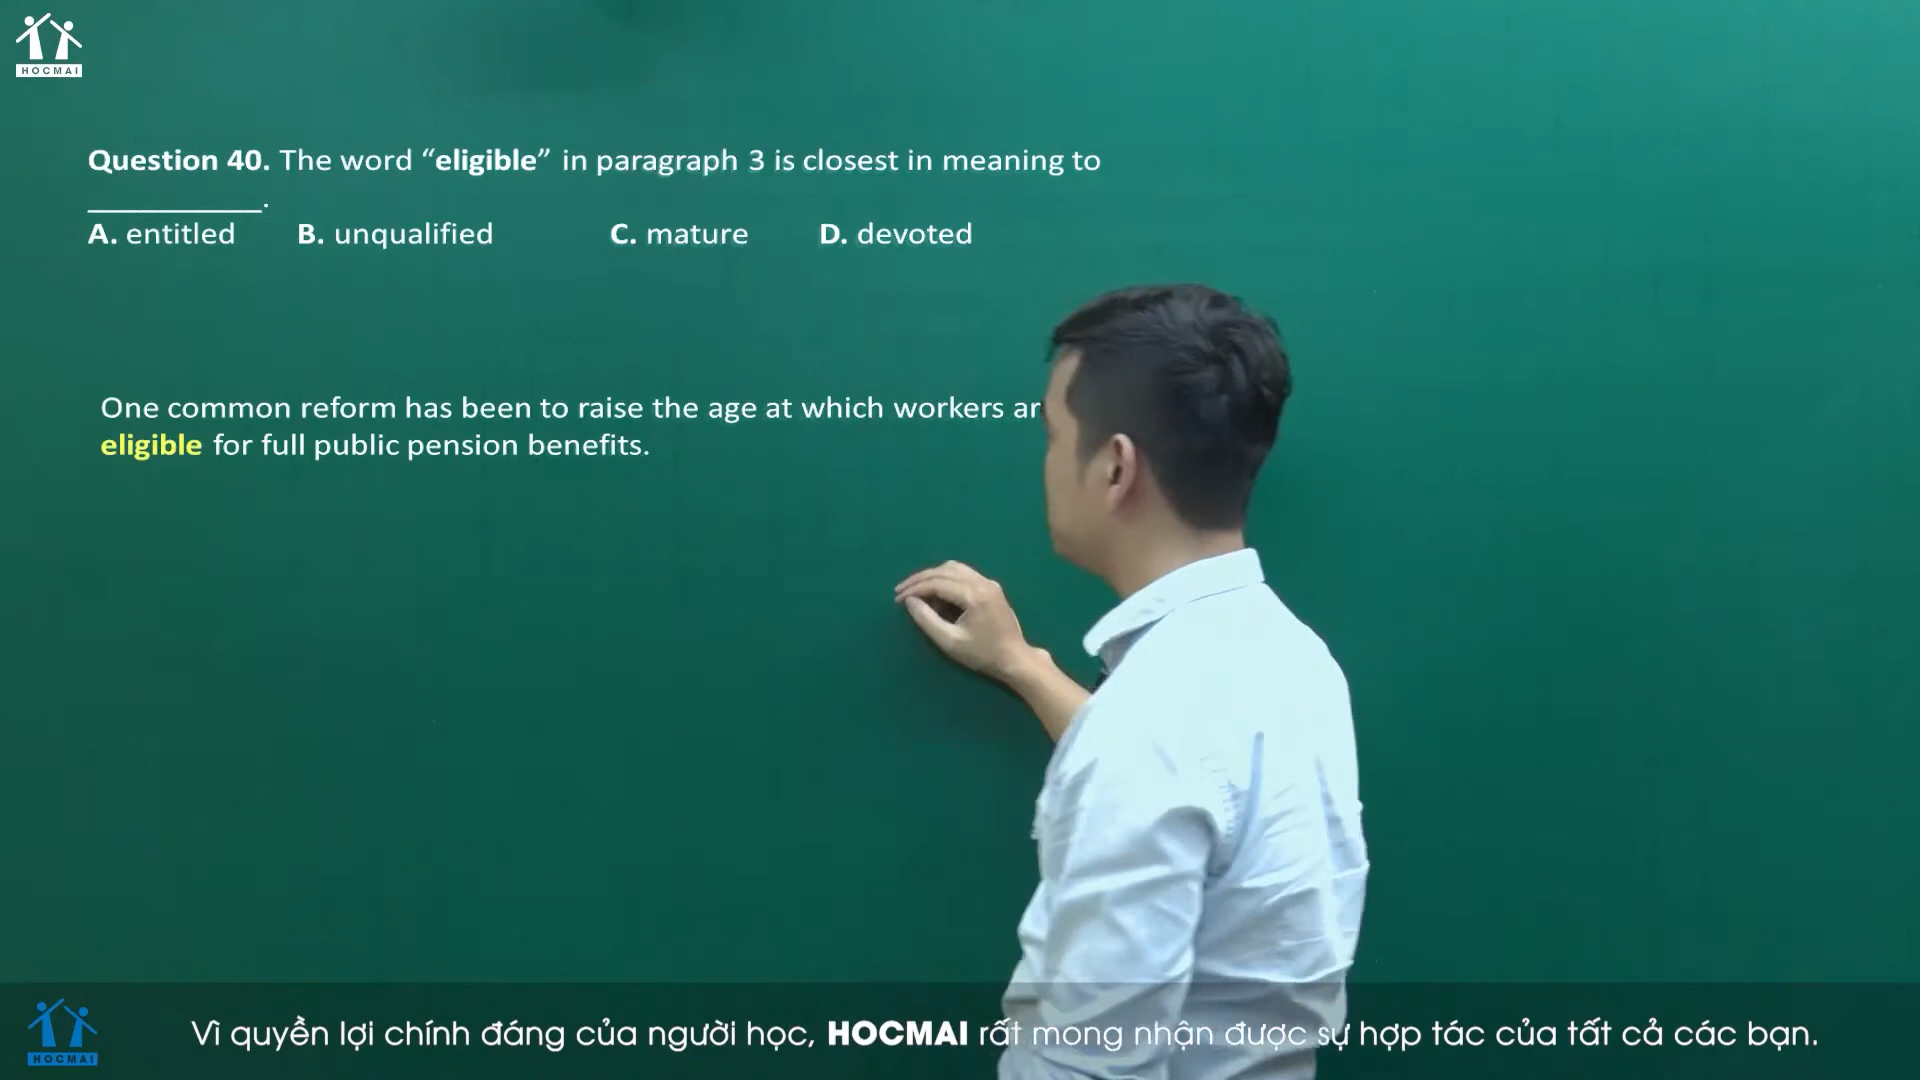 HOCMAI
Question 40. The word “eligible” in paragraph 3 is closest in meaning to
____________.
A. entitled B. unqualified C. mature D. devoted
One common reform has been to raise the age at which workers
eligible for full public pension benefits.
HOCMAI
Vì quyền lợi chính đáng của người học, HOCMAI rất mong nhận được sự hợp tác của tất cả các bạn.